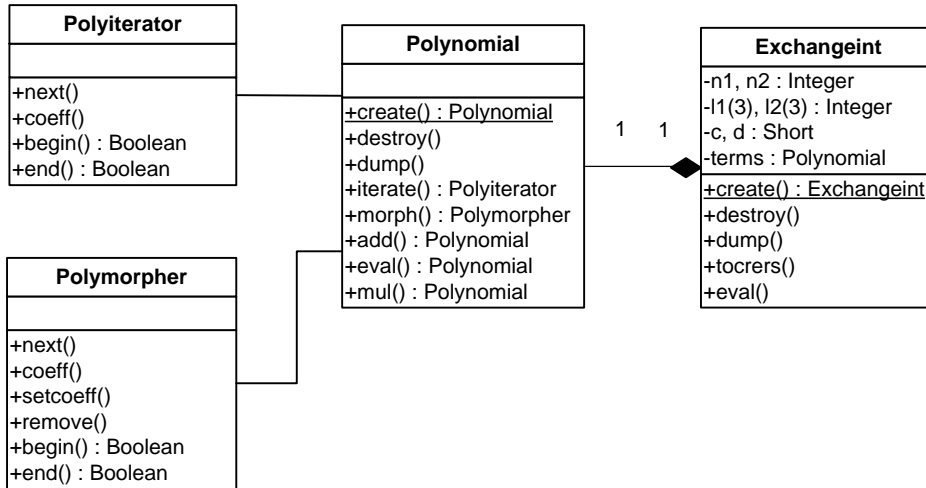 Polyiterator
+next()
+coeff()
+begin() : Boolean
+end() : Boolean
Polymorpher
+next()
+coeff()
+setcoeff()
+remove()
+begin() : Boolean
+end() : Boolean
Polynomial
+create() : Polynomial
+destroy()
+dump()
+iterate() : Polyiterator
+morph() : Polymorpher
+add() : Polynomial
+eval() : Polynomial
+mul() : Polynomial
1 1
Exchangeint
-n1, n2 : Integer
-l1(3), l2(3) : Integer
-c, d : Short
-terms : Polynomial
+create() : Exchangeint
+destroy()
+dump()
+tocrers()
+eval()